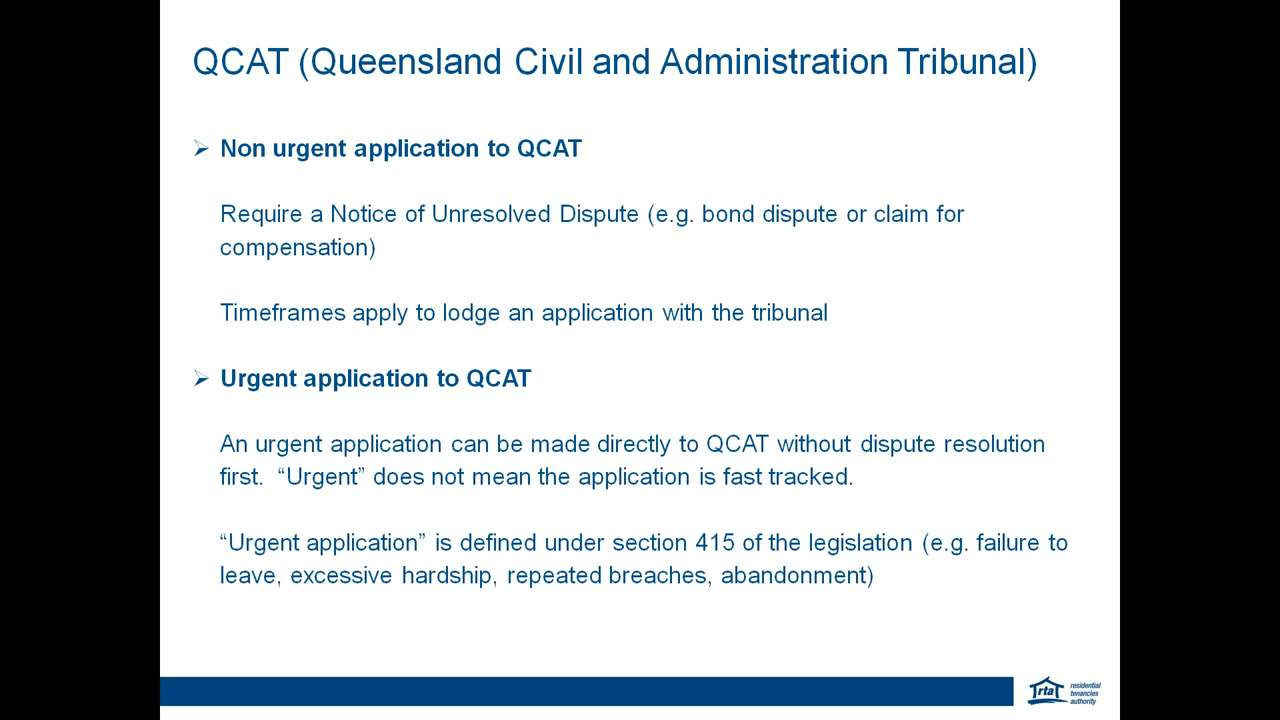 QCAT (Queensland Civil and Administration Tribunal)
Non urgent application to QCAT
Require a Notice of Unresolved Dispute (e.g. bond dispute or claim for
compensation)
Timeframes apply to lodge an application with the tribunal
Urgent application to QCAT
An urgent application can be made directly to QCAT without dispute resolution
first.  “Urgent” does not mean the application is fast tracked.
“Urgent application” is defined under section 415 of the legislation (e.g. failure to
leave, excessive hardship, repeated breaches, abandonment)
rta
residential
tenancies
authority